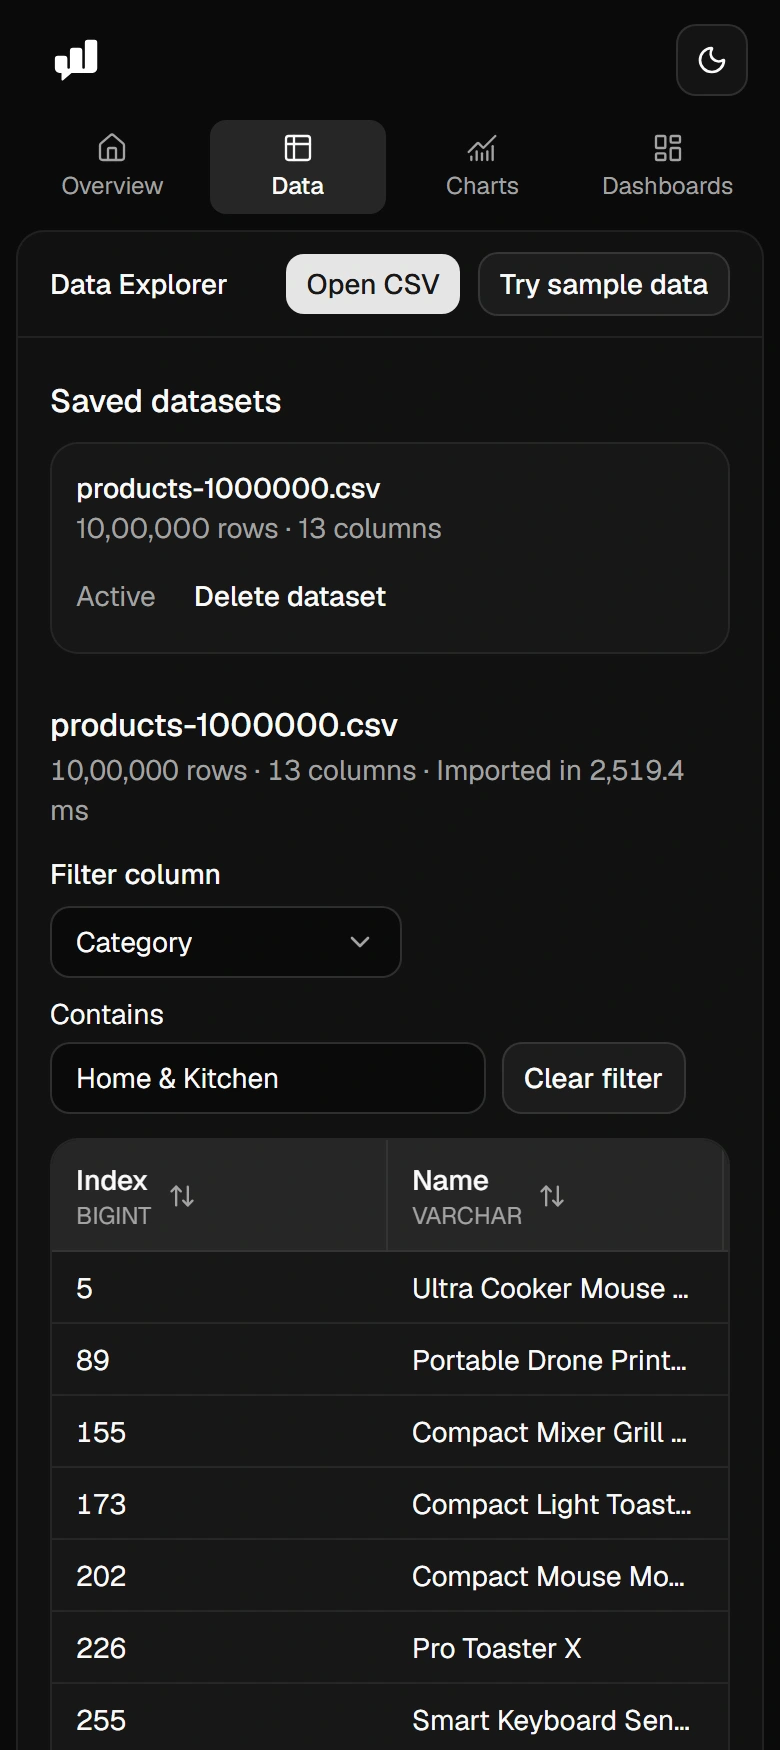 Overview Data Charts Dashboards
Data Explorer Open CSV Try sample data
Saved datasets
products-1000000.csv
10,00,000 rows · 13 columns
Active Delete dataset
products-1000000.csv
10,00,000 rows · 13 columns · Imported in 2,519.4
ms
Filter column
Category
Contains
Home & Kitchen Clear filter
Index Name
BIGINT VARCHAR
5 Ultra Cooker Mouse ...
89 Portable Drone Print...
155 Compact Mixer Grill ...
173 Compact Light Toast...
202 Compact Mouse Mo...
226 Pro Toaster X
255 Smart Keyboard Sen...